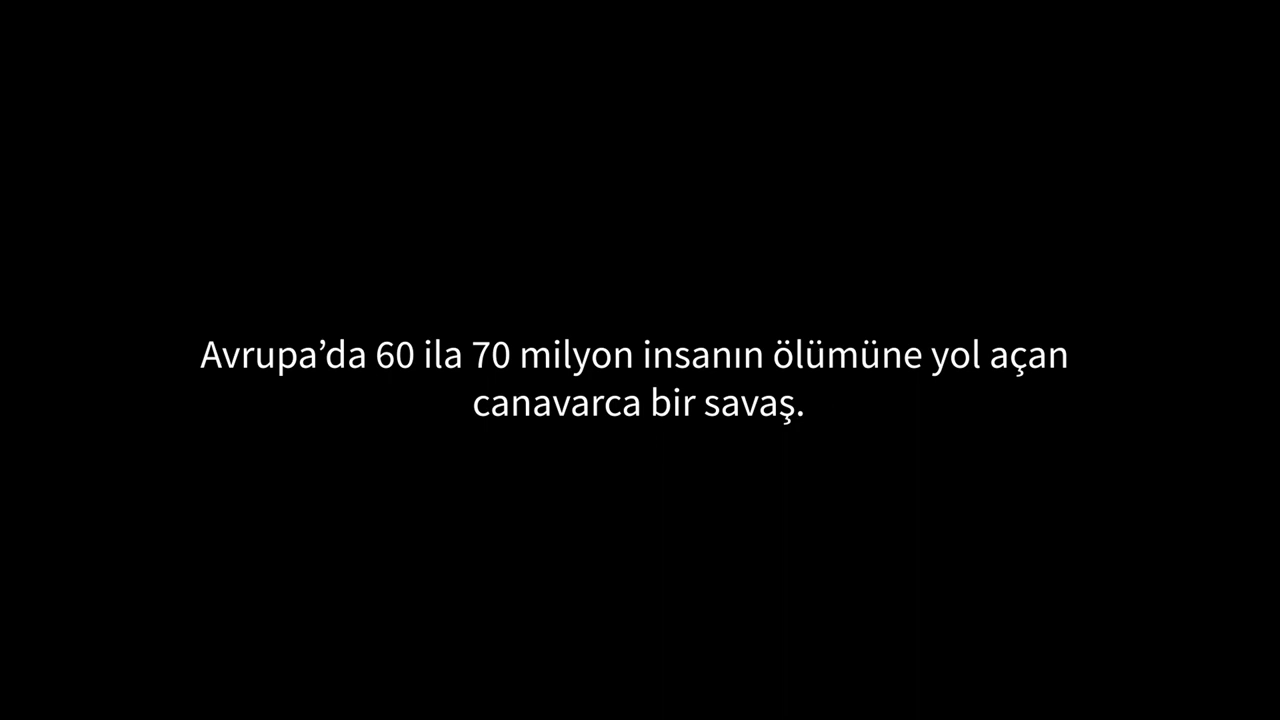 Avrupa’da 60 ila 70 milyon insanın ölümüne yol açan
canavarca bir savaş.